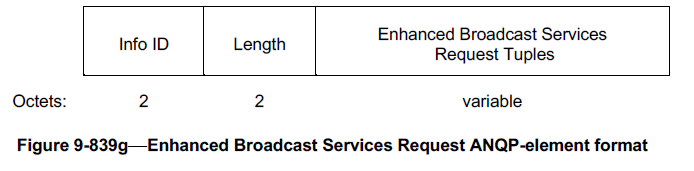 Info ID
Length
Enhanced Broadcast Services
Request Tuples
Octets: 2 2 variable
Figure 9-839g—Enhanced Broadcast Services Request ANQP-element format